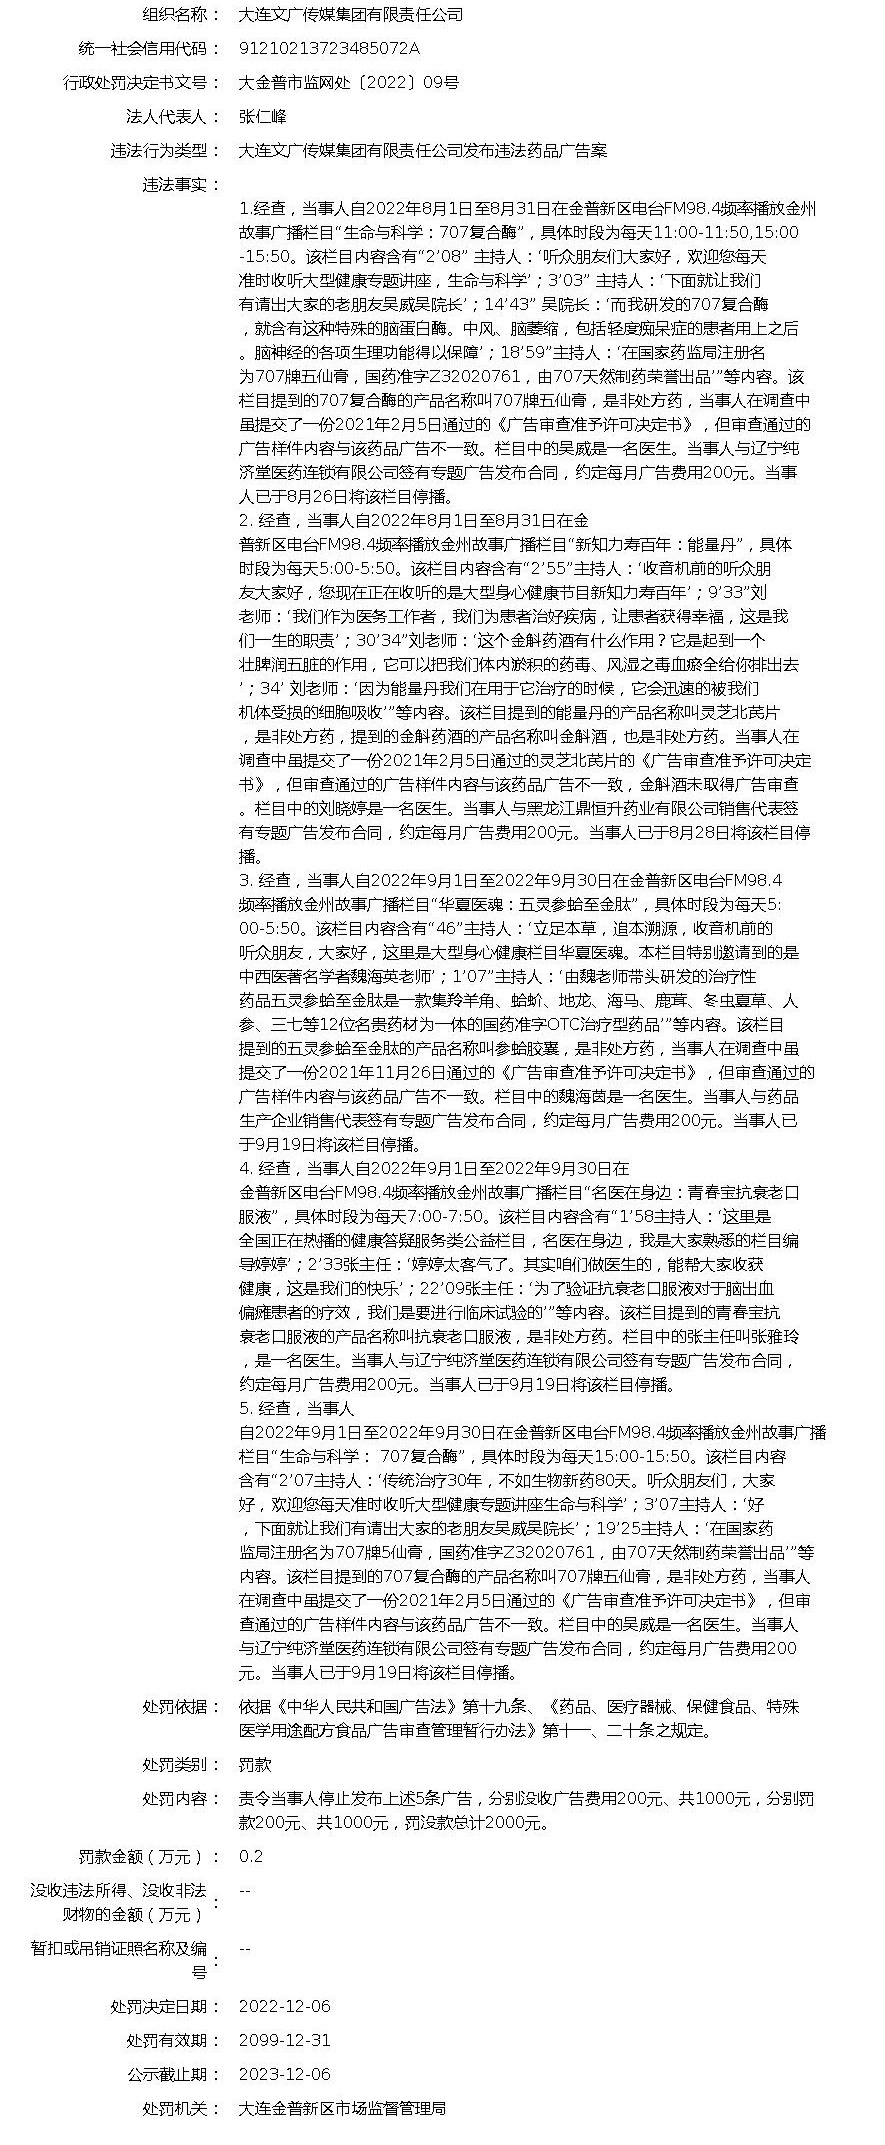 组织名称： 大连文广传媒集团有限责任公司
统一社会信用代码： 91210213723485072A
行政处罚决定书文号： 大金普市监网处〔2022〕09号
法人代表人： 张仁峰
违法行为类型： 大连文广传媒集团有限责任公司发布违法药品广告案
违法事实：
1.经查，当事人自2022年8月1日至8月31日在金普新区电台FM98.4频率播放金州
故事广播栏目“生命与科学：707复合酶”，具体时段为每天11:00-11:50,15:00
-15:50。该栏目内容含有“2’08” 主持人：‘听众朋友们大家好，欢迎您每天
准时收听大型健康专题讲座，生命与科学’；3’03” 主持人：‘下面就让我们
有请出大家的老朋友吴威吴院长’；14’43” 吴院长：‘而我研发的707复合酶
，就含有这种特殊的脑蛋白酶。中风、脑萎缩，包括轻度痴呆症的患者用上之后
。脑神经的各项生理功能得以保障’；18’59”主持人：‘在国家药监局注册名
为707牌五仙膏，国药准字Z32020761，由707天然制药荣誉出品’”等内容。该
栏目提到的707复合酶的产品名称叫707牌五仙膏，是非处方药，当事人在调查中
虽提交了一份2021年2月5日通过的《广告审查准予许可决定书》，但审查通过的
广告样件内容与该药品广告不一致。栏目中的吴威是一名医生。当事人与辽宁纯
济堂医药连锁有限公司签有专题广告发布合同，约定每月广告费用200元。当事
人已于8月26日将该栏目停播。
2. 经查，当事人自2022年8月1日至8月31日在金
普新区电台FM98.4频率播放金州故事广播栏目“新知力寿百年：能量丹”，具体
时段为每天5:00-5:50。该栏目内容含有“2’55”主持人：‘收音机前的听众朋
友大家好，您现在正在收听的是大型身心健康节目新知力寿百年’；9’33”刘
老师：‘我们作为医务工作者，我们为患者治好疾病，让患者获得幸福，这是我
们一生的职责’；30’34”刘老师：‘这个金斛药酒有什么作用？它是起到一个
壮脾润五脏的作用，它可以把我们体内淤积的药毒、风湿之毒血瘀全给你排出去
’；34’ 刘老师：‘因为能量丹我们在用于它治疗的时候，它会迅速的被我们
机体受损的细胞吸收’”等内容。该栏目提到的能量丹的产品名称叫灵芝北芪片
，是非处方药，提到的金斛药酒的产品名称叫金斛酒，也是非处方药。当事人在
调查中虽提交了一份2021年2月5日通过的灵芝北芪片的《广告审查准予许可决定
书》，但审查通过的广告样件内容与该药品广告不一致，金斛酒未取得广告审查
。栏目中的刘晓婷是一名医生。当事人与黑龙江鼎恒升药业有限公司销售代表签
有专题广告发布合同，约定每月广告费用200元。当事人已于8月28日将该栏目停
播。
3. 经查，当事人自2022年9月1日至2022年9月30日在金普新区电台FM98.4
频率播放金州故事广播栏目“华夏医魂：五灵参蛤至金肽”，具体时段为每天5:
00-5:50。该栏目内容含有“46”主持人：‘立足本草，追本溯源，收音机前的
听众朋友，大家好，这里是大型身心健康栏目华夏医魂。本栏目特别邀请到的是
中西医著名学者魏海英老师’；1’07”主持人：‘由魏老师带头研发的治疗性
药品五灵参蛤至金肽是一款集羚羊角、蛤蚧、地龙、海马、鹿茸、冬虫夏草、人
参、三七等12位名贵药材为一体的国药准字OTC治疗型药品’”等内容。该栏目
提到的五灵参蛤至金肽的产品名称叫参蛤胶囊，是非处方药，当事人在调查中虽
提交了一份2021年11月26日通过的《广告审查准予许可决定书》，但审查通过的
广告样件内容与该药品广告不一致。栏目中的魏海茵是一名医生。当事人与药品
生产企业销售代表签有专题广告发布合同，约定每月广告费用200元。当事人已
于9月19日将该栏目停播。
4. 经查，当事人自2022年9月1日至2022年9月30日在
金普新区电台FM98.4频率播放金州故事广播栏目“名医在身边：青春宝抗衰老口
服液”，具体时段为每天7:00-7:50。该栏目内容含有“1’58主持人：‘这里是
全国正在热播的健康答疑服务类公益栏目，名医在身边，我是大家熟悉的栏目编
导婷婷’；2’33张主任：‘婷婷太客气了。其实咱们做医生的，能帮大家收获
健康，这是我们的快乐’；22’09张主任：‘为了验证抗衰老口服液对于脑出血
偏瘫患者的疗效，我们是要进行临床试验的’”等内容。该栏目提到的青春宝抗
衰老口服液的产品名称叫抗衰老口服液，是非处方药。栏目中的张主任叫张雅玲
，是一名医生。当事人与辽宁纯济堂医药连锁有限公司签有专题广告发布合同，
约定每月广告费用200元。当事人已于9月19日将该栏目停播。
5. 经查，当事人
自2022年9月1日至2022年9月30日在金普新区电台FM98.4频率播放金州故事广播
栏目“生命与科学： 707复合酶”，具体时段为每天15:00-15:50。该栏目内容
含有“2’07主持人：‘传统治疗30年，不如生物新药80天。听众朋友们，大家
好，欢迎您每天准时收听大型健康专题讲座生命与科学’；3’07主持人：‘好
，下面就让我们有请出大家的老朋友吴威吴院长’；19’25主持人：‘在国家药
监局注册名为707牌5仙膏，国药准字Z32020761，由707天然制药荣誉出品’”等
内容。该栏目提到的707复合酶的产品名称叫707牌五仙膏，是非处方药，当事人
在调查中虽提交了一份2021年2月5日通过的《广告审查准予许可决定书》，但审
查通过的广告样件内容与该药品广告不一致。栏目中的吴威是一名医生。当事人
与辽宁纯济堂医药连锁有限公司签有专题广告发布合同，约定每月广告费用200
元。当事人已于9月19日将该栏目停播。
处罚依据： 依据《中华人民共和国广告法》第十九条、《药品、医疗器械、保健食品、特殊
医学用途配方食品广告审查管理暂行办法》第十一、二十条之规定。
处罚类别： 罚款
处罚内容： 责令当事人停止发布上述5条广告，分别没收广告费用200元、共1000元，分别罚
款200元、共1000元，罚没款总计2000元。
罚款金额（万元）： 0.2
没收违法所得、没收非法
财物的金额（万元）： --
暂扣或吊销证照名称及编
号： --
处罚决定日期： 2022-12-06
处罚有效期： 2099-12-31
公示截止期： 2023-12-06
处罚机关： 大连金普新区市场监督管理局